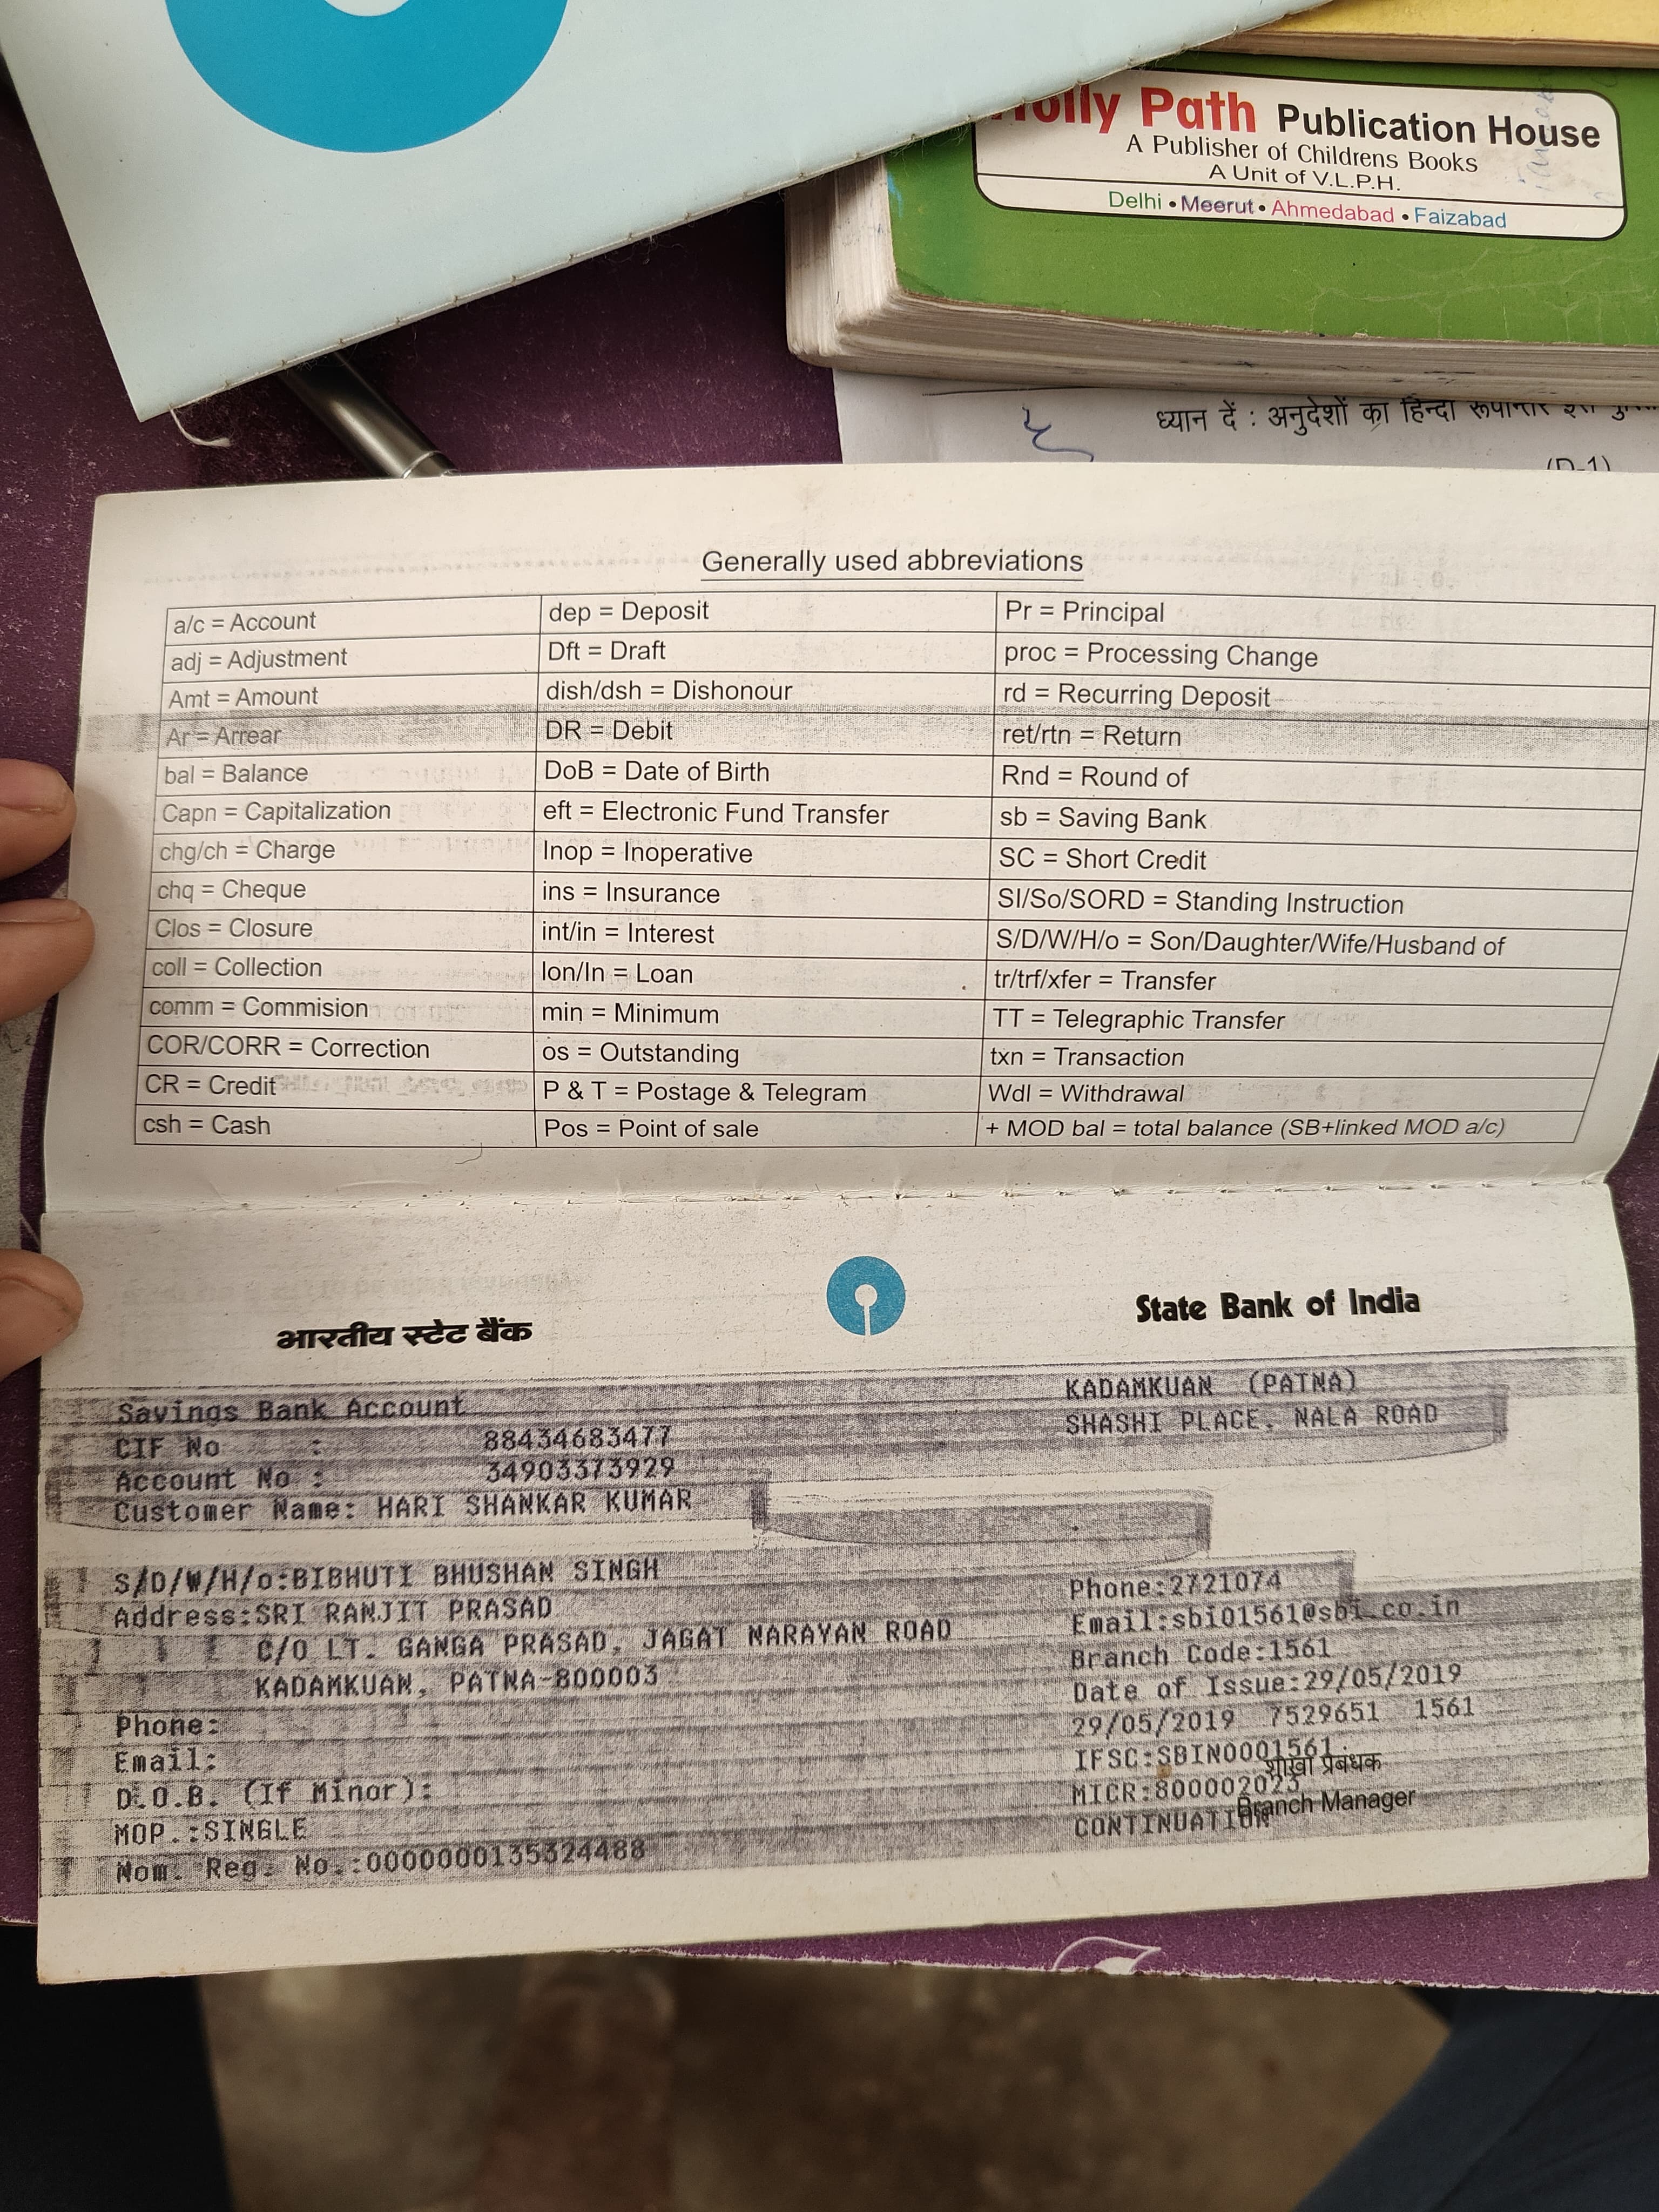 Path Publication House
A Publisher of Childrens Books
A Unit of V.L.P.H.
Delhi • Meerut • Ahmedabad • Faizabad
ध्यान दें : अनुदेशों का हिन्दी
(D-1)
Generally used abbreviations
a/c = Account dep = Deposit Pr = Principal
adj = Adjustment Dft = Draft proc = Processing Change
Amt = Amount dish/dsh = Dishonour rd = Recurring Deposit
Ar = Arrear DR = Debit ret/rtn = Return
bal = Balance DoB = Date of Birth Rnd = Round of
Capn = Capitalization eft = Electronic Fund Transfer sb = Saving Bank
chg/ch = Charge Inop = Inoperative SC = Short Credit
chq = Cheque ins = Insurance SI/So/SORD = Standing Instruction
Clos = Closure int/in = Interest S/D/W/H/o = Son/Daughter/Wife/Husband of
coll = Collection lon/ln = Loan tr/trf/xfer = Transfer
comm = Commision min = Minimum TT = Telegraphic Transfer
COR/CORR = Correction os = Outstanding txn = Transaction
CR = Credit P & T = Postage & Telegram Wdl = Withdrawal
csh = Cash Pos = Point of sale + MOD bal = total balance (SB+linked MOD a/c)
भारतीय स्टेट बैंक State Bank of India
Savings Bank Account KADAMKUAN (PATNA)
CIF No : 88434683477 SHASHI PLACE, NALA ROAD
Account No : 34903373929
Customer Name: HARI SHANKAR KUMAR
S/D/W/H/o:BIBHUTI BHUSHAN SINGH Phone:2721074
Address:SRI RANJIT PRASAD Email:sbi01561@sbi.co.in
C/O LT. GANGA PRASAD, JAGAT NARAYAN ROAD Branch Code:1561
KADAMKUAN, PATNA-800003 Date of Issue:29/05/2019
Phone: 29/05/2019 7529651 1561
Email: IFSC:SBIN0001561
शाखा प्रबंधक
D.O.B. (If Minor): MICR:800002023
Branch Manager
MOP.:SINGLE CONTINUATION
Nom. Reg. No.:0000000135324488